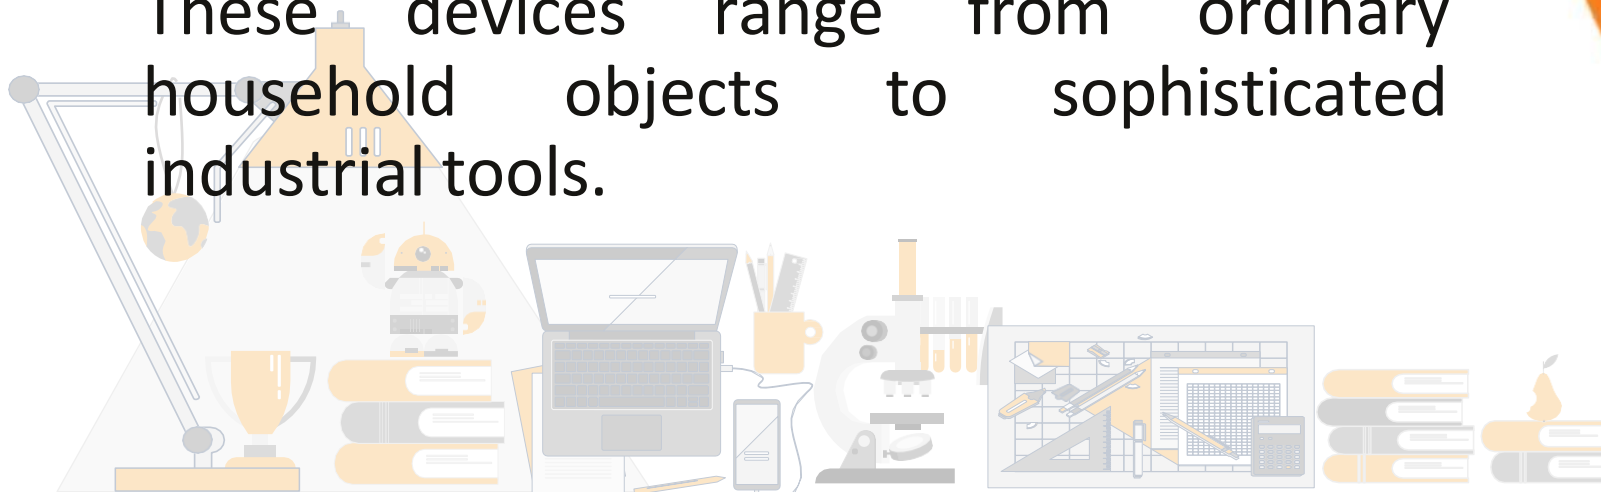 These devices range from ordinary
household objects to sophisticated
industrial tools.